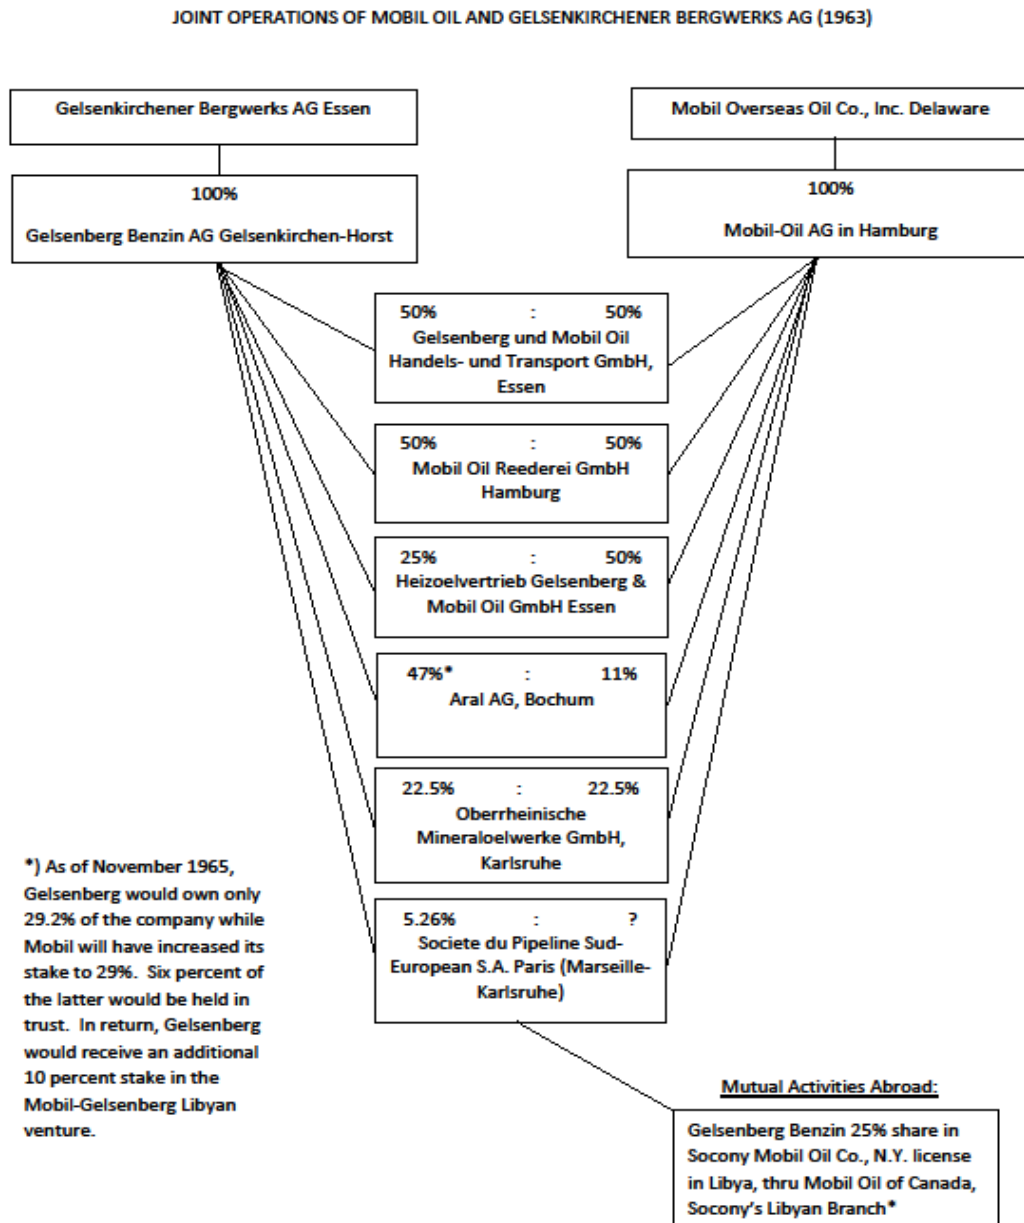 JOINT OPERATIONS OF MOBIL OIL AND GELSENKIRCHENER BERGWERKS AG (1963)
Gelsenkirchener Bergwerks AG Essen
Mobil Overseas Oil Co., Inc. Delaware
100%
Gelsenberg Benzin AG Gelsenkirchen-Horst
100%
Mobil-Oil AG in Hamburg
50% : 50%
Gelsenberg und Mobil Oil
Handels- und Transport GmbH,
Essen
50% : 50%
Mobil Oil Reederei GmbH
Hamburg
25% : 50%
Heizoelvertrieb Gelsenberg &
Mobil Oil GmbH Essen
47%* : 11%
Aral AG, Bochum
22.5% : 22.5%
Oberrheinische
Mineraloelwerke GmbH,
Karlsruhe
5.26% : ?
Societe du Pipeline Sud-
European S.A. Paris (Marseille-
Karlsruhe)
*) As of November 1965,
Gelsenberg would own only
29.2% of the company while
Mobil will have increased its
stake to 29%. Six percent of
the latter would be held in
trust. In return, Gelsenberg
would receive an additional
10 percent stake in the
Mobil-Gelsenberg Libyan
venture.
Mutual Activities Abroad:
Gelsenberg Benzin 25% share in
Socony Mobil Oil Co., N.Y. license
in Libya, thru Mobil Oil of Canada,
Socony's Libyan Branch*